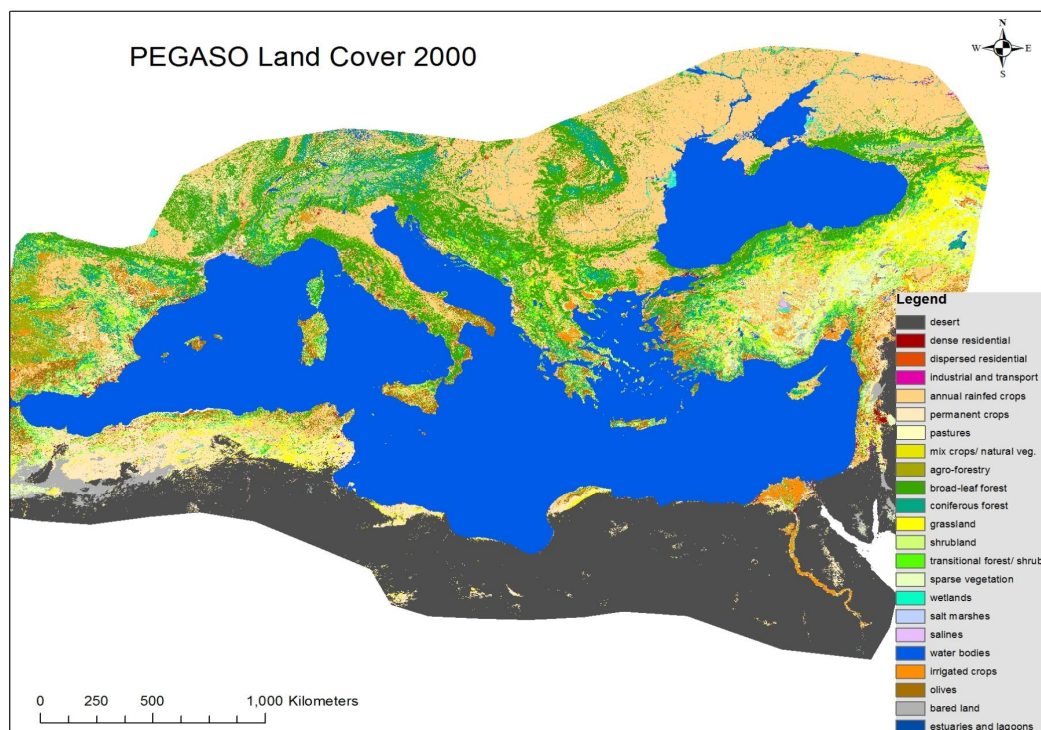 PEGASO Land Cover 2000
N
W E
S
Legend
desert
dense residential
dispersed residential
industrial and transport
annual rainfed crops
permanent crops
pastures
mix crops/ natural veg.
agro-forestry
broad-leaf forest
coniferous forest
grassland
shrubland
transitional forest/ shrub
sparse vegetation
wetlands
salt marshes
salines
water bodies
irrigated crops
olives
bared land
estuaries and lagoons
0 250 500 1,000 Kilometers